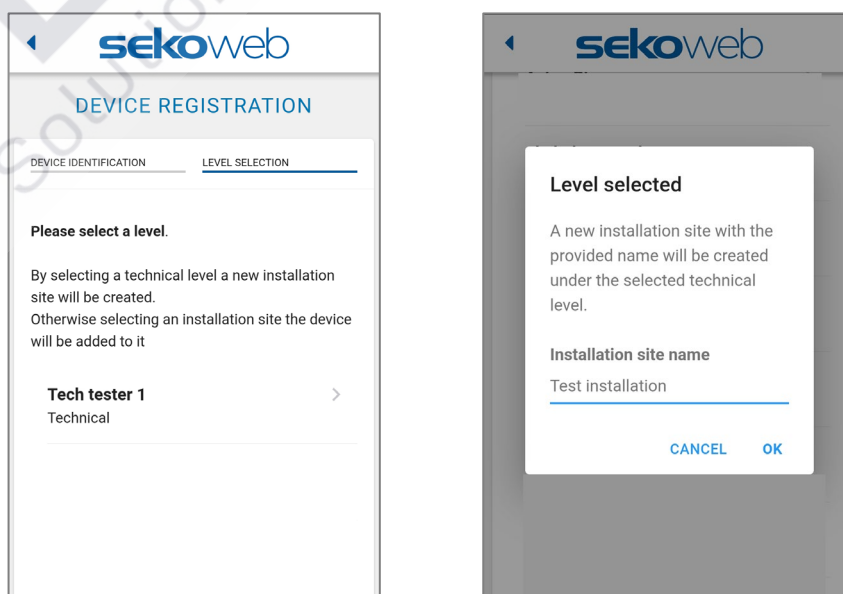 sekoweb
DEVICE REGISTRATION
DEVICE IDENTIFICATION
LEVEL SELECTION
Please select a level.
By selecting a technical level a new installation
site will be created.
Otherwise selecting an installation site the device
will be added to it
Tech tester 1
Technical
sekoweb
Level selected
A new installation site with the
provided name will be created
under the selected technical
level.
Installation site name
Test installation
CANCEL OK